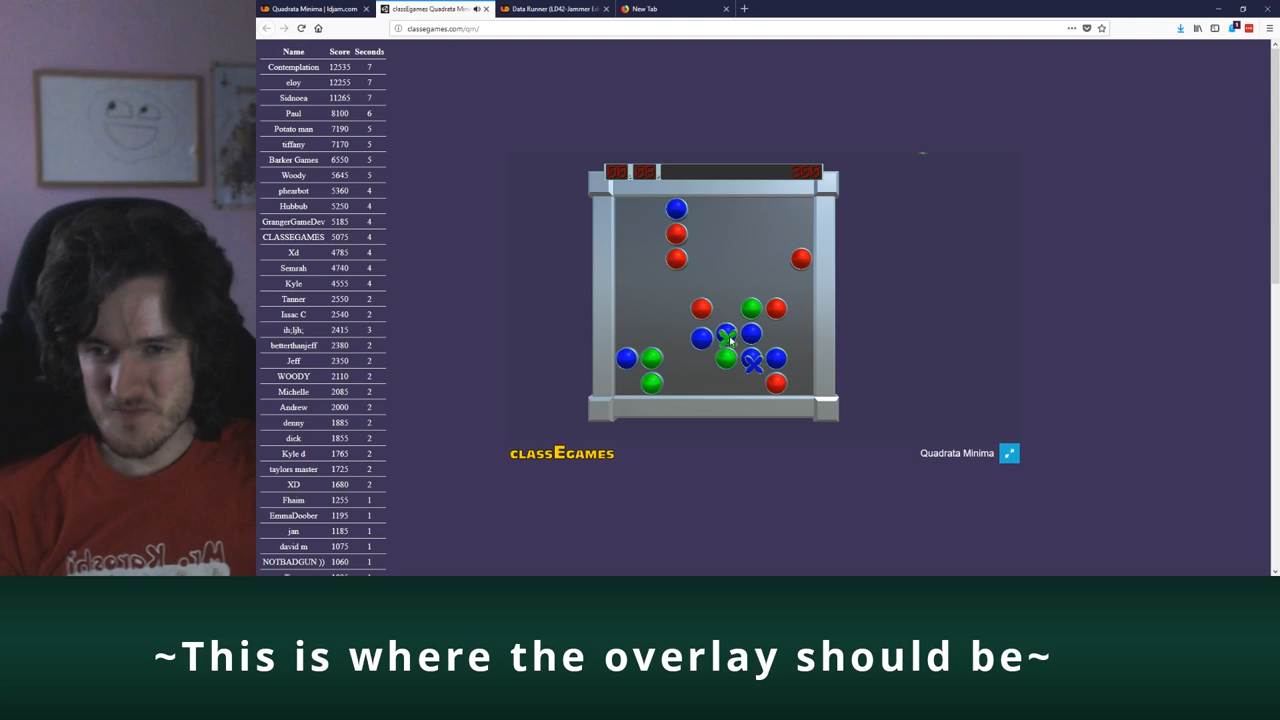 Quadrata Minima | ldjam.com
classEgames Quadrata Min
Data Runner (LD42-Jammer Ed
New Tab
classegames.com/qm/
Name Score Seconds
Contemplation 12535 7
eloy 12255 7
Sidnoea 11265 7
Paul 8100 6
Potato man 7190 5
tiffany 7170 5
Barker Games 6550 5
Woody 5645 5
phearbot 5360 4
Hubbub 5250 4
GrangerGameDev 5185 4
CLASSEGAMES 5075 4
Xd 4785 4
Semrah 4740 4
Kyle 4555 4
Tanner 2550 2
Issac C 2540 2
ih;ljh; 2415 3
betterthanjeff 2380 2
Jeff 2350 2
WOODY 2110 2
Michelle 2085 2
Andrew 2000 2
denny 1885 2
dick 1855 2
Kyle d 1765 2
taylors master 1725 2
XD 1680 2
Fhaim 1255 1
EmmaDoober 1195 1
jan 1185 1
david m 1075 1
NOTBADGUN )) 1060 1
300
classEgames
Quadrata Minima
Mr. Karoshi
~This is where the overlay should be~